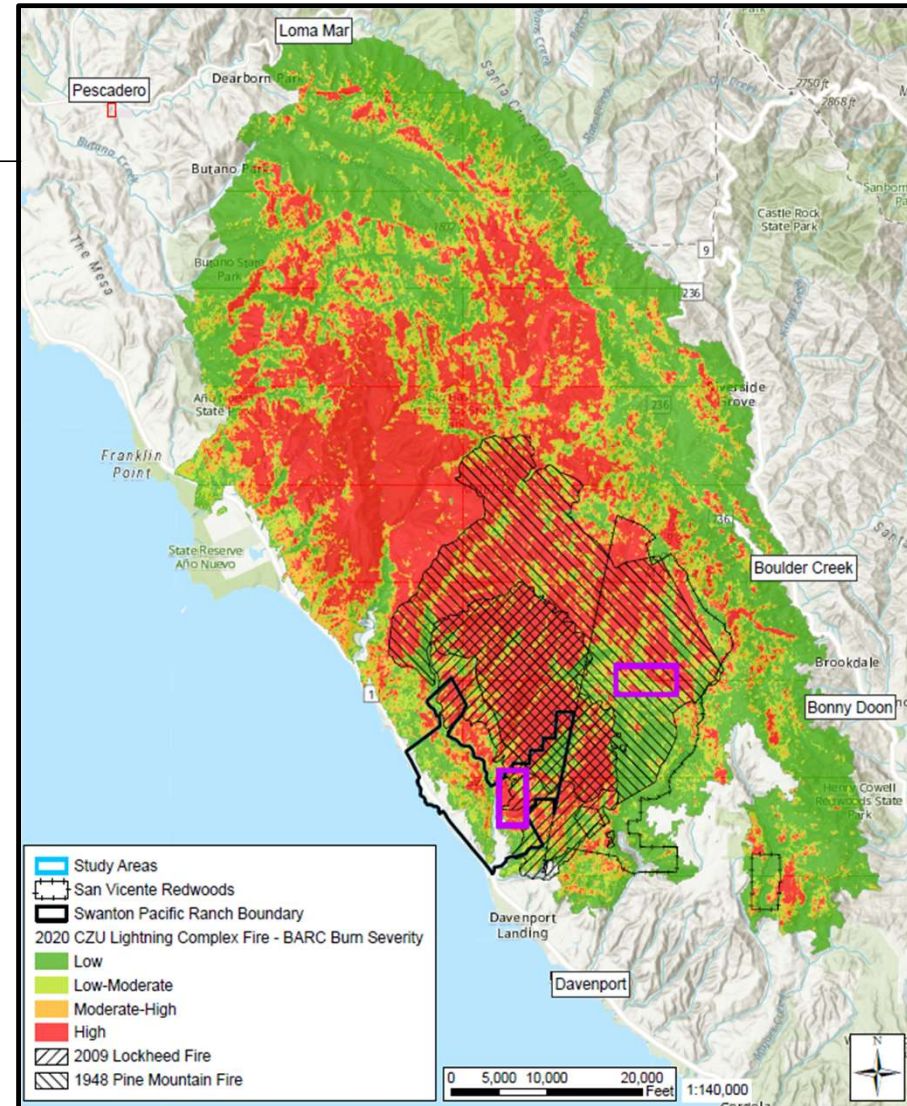 Loma Mar
Dearborn Park
2750 ft
2868 ft
Pescadero
Butano Creek
Butano Park
Castle Rock
State Park
The Mesa
Butano State
Park
9
236
Riverside
Grove
236
Año Nuevo
State Park
Franklin
Point
State Reserve
Año Nuevo
Boulder Creek
Brookdale
1
Bonny Doon
Henry Cowell
Redwoods State
Park
Davenport
Landing
Davenport
Study Areas
San Vicente Redwoods
Swanton Pacific Ranch Boundary
2020 CZU Lightning Complex Fire - BARC Burn Severity
Low
Low-Moderate
Moderate-High
High
2009 Lockheed Fire
1948 Pine Mountain Fire
0 5,000 10,000 20,000
Feet
1:140,000
N